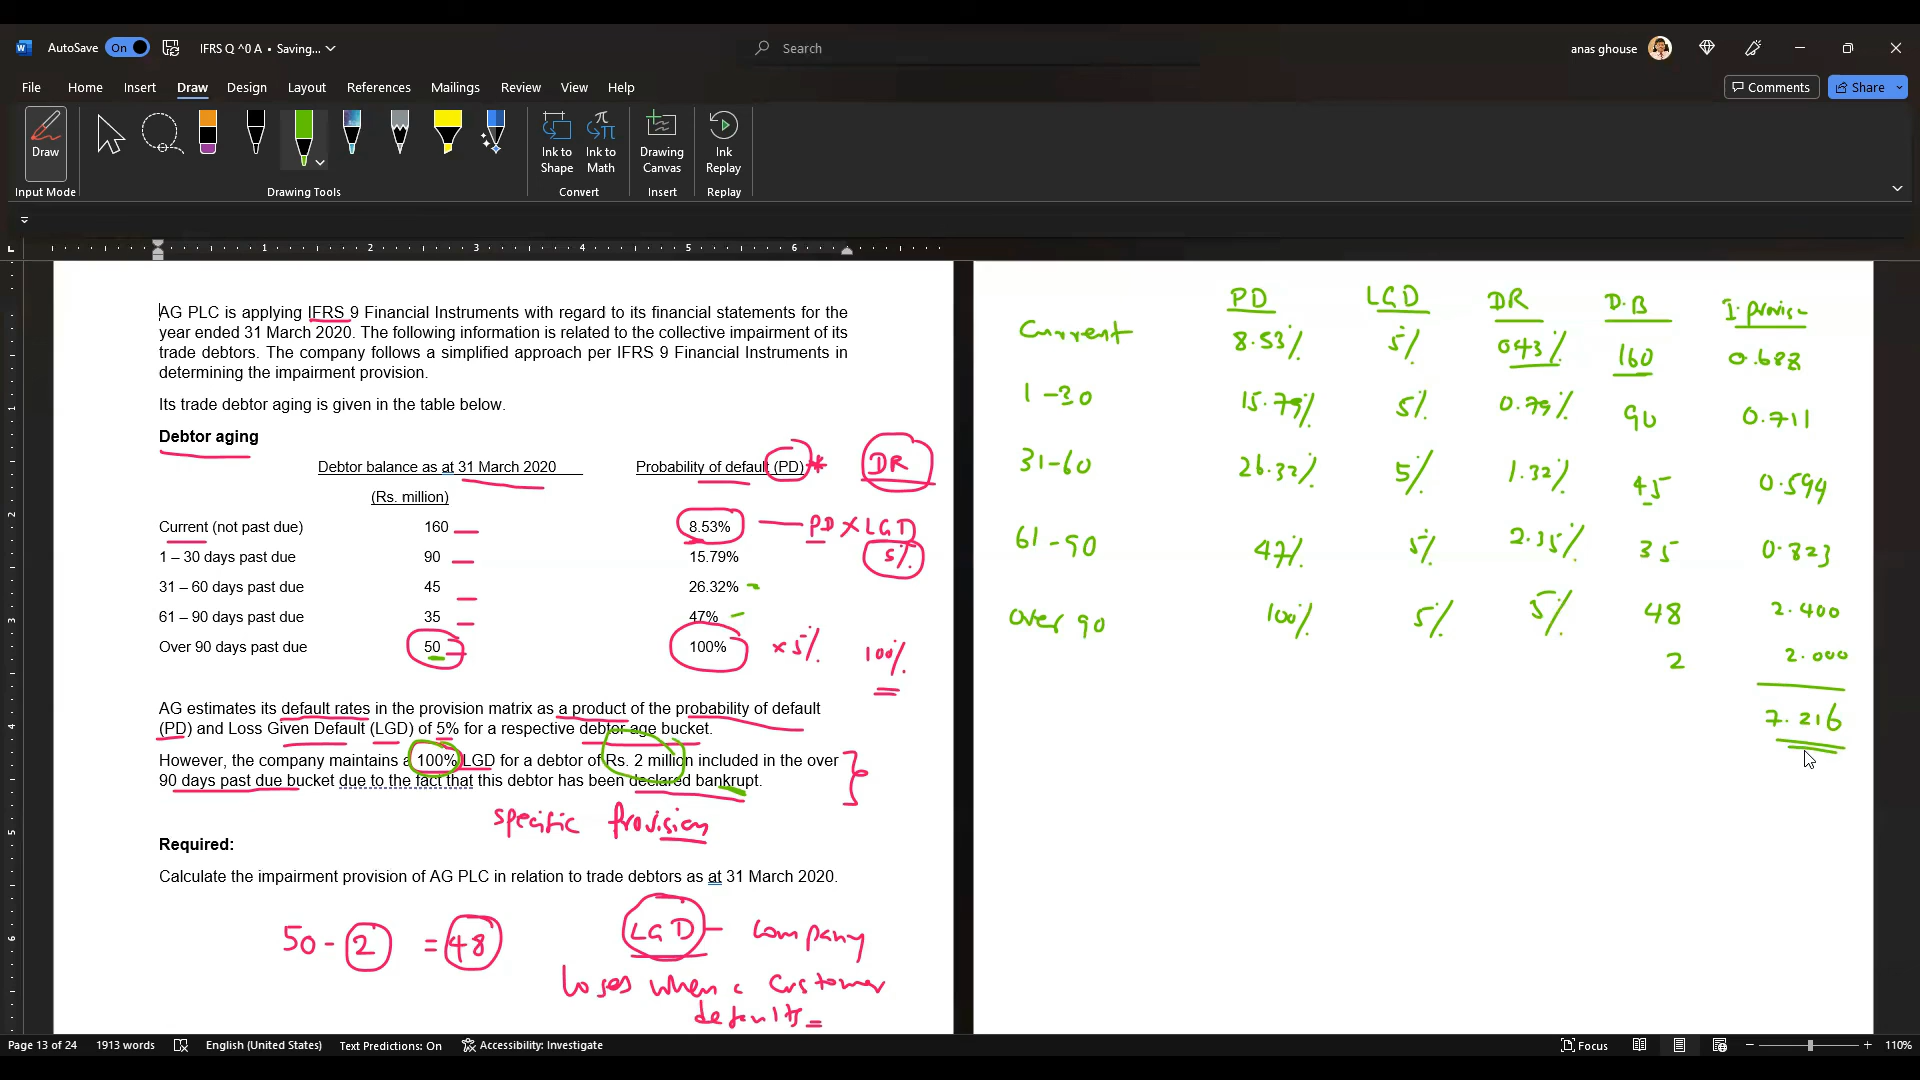 AutoSave On IFRS Q ^0 A • Saving... Search anas ghouse
File Home Insert Draw Design Layout References Mailings Review View Help Comments Share
Draw Ink to Shape Ink to Math Drawing Canvas Ink Replay
Input Mode Drawing Tools Convert Insert Replay
AG PLC is applying IFRS 9 Financial Instruments with regard to its financial statements for the
year ended 31 March 2020. The following information is related to the collective impairment of its
trade debtors. The company follows a simplified approach per IFRS 9 Financial Instruments in
determining the impairment provision.
Its trade debtor aging is given in the table below.
Debtor aging
Debtor balance as at 31 March 2020 Probability of default (PD) * DR
(Rs. million)
Current (not past due) 160 8.53% — PD X LGD
5%
1 – 30 days past due 90 15.79%
31 – 60 days past due 45 26.32%
61 – 90 days past due 35 47%
Over 90 days past due 50 100% x 5% 100%
AG estimates its default rates in the provision matrix as a product of the probability of default
(PD) and Loss Given Default (LGD) of 5% for a respective debtor age bucket.
However, the company maintains a 100% LGD for a debtor of Rs. 2 million included in the over
90 days past due bucket due to the fact that this debtor has been declared bankrupt.
specific provision
Required:
Calculate the impairment provision of AG PLC in relation to trade debtors as at 31 March 2020.
50 - 2 = 48
LGD - company
loses when a customer
defaults
PD LGD DR D.B I.provision
Current 8.53% 5% 0.43% 160 0.688
1 - 30 15.79% 5% 0.79% 90 0.711
31-60 26.32% 5% 1.32% 45 0.594
61 - 90 47% 5% 2.35% 35 0.823
Over 90 100% 5% 5% 48 2.400
2 2.000
7.216
Page 13 of 24 1913 words English (United States) Text Predictions: On Accessibility: Investigate Focus 110%